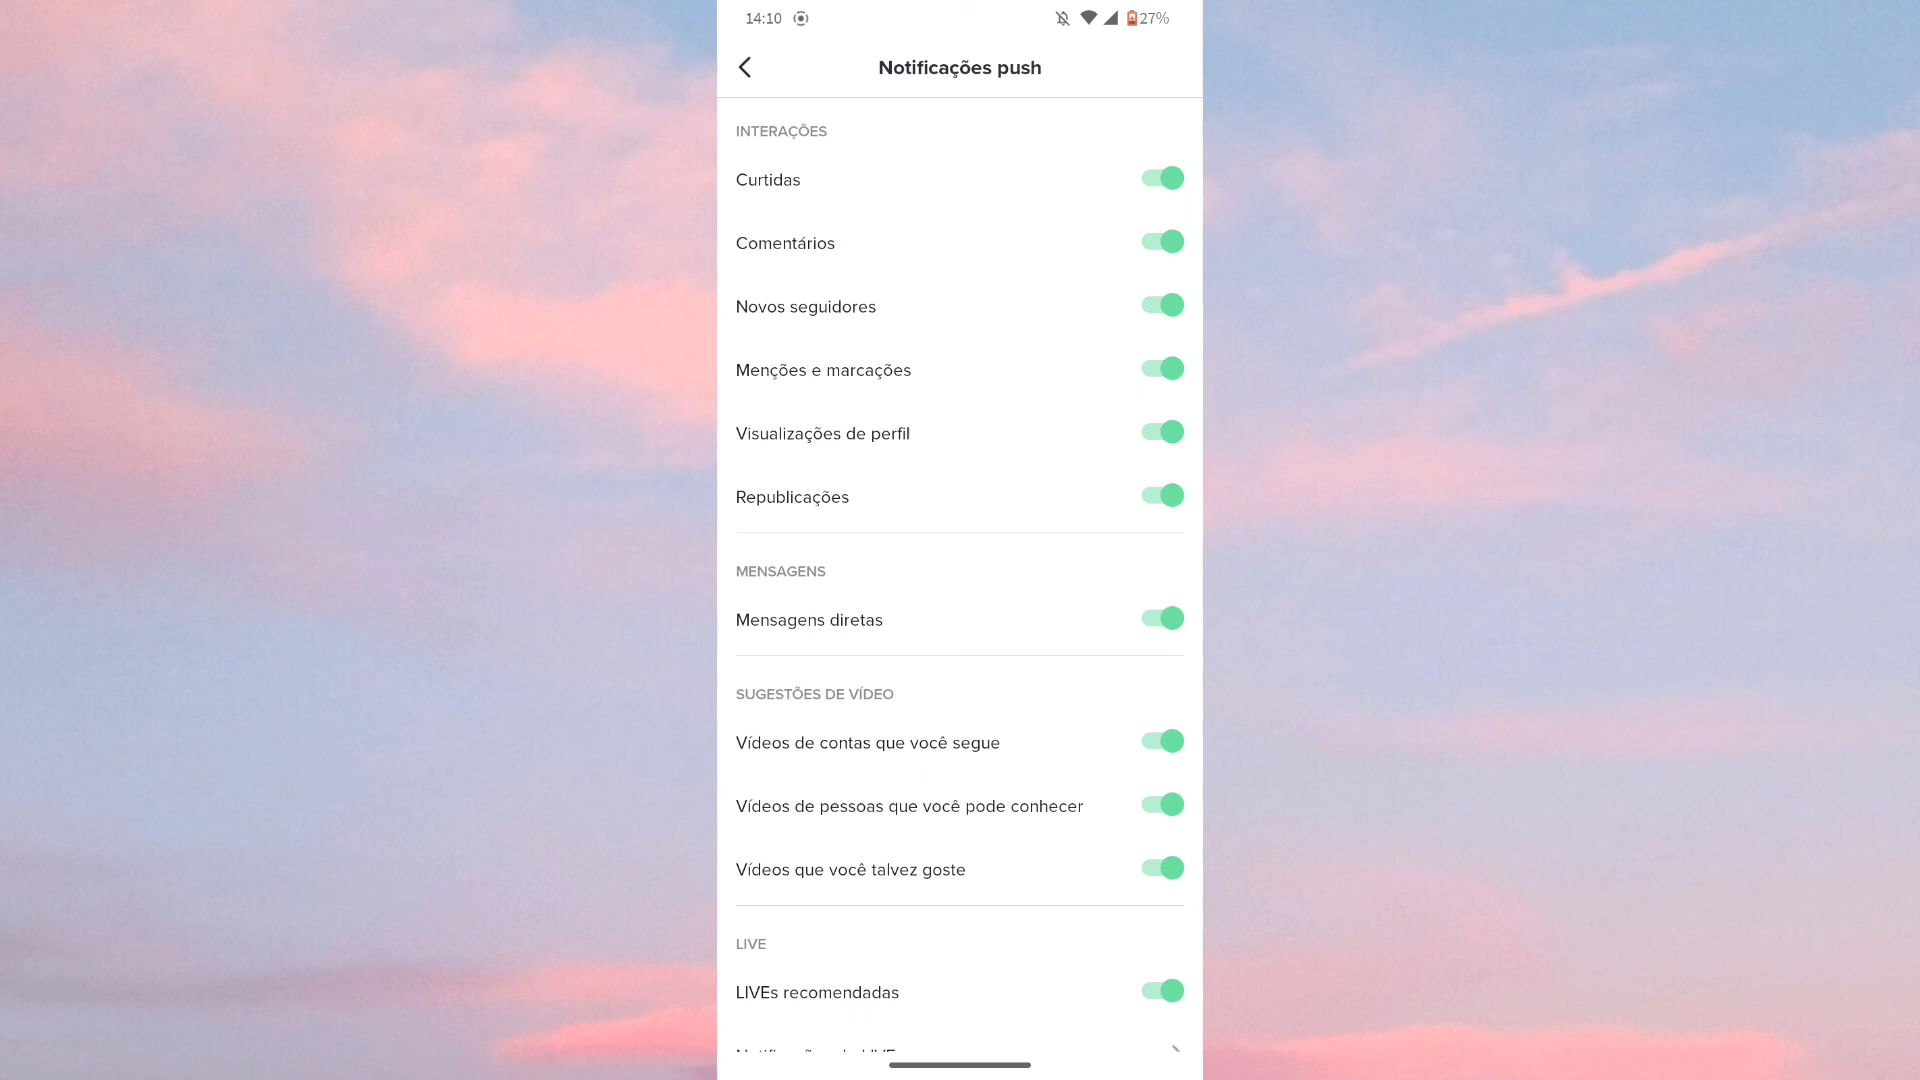 14:10
27%
Notificações push
INTERAÇÕES
Curtidas
Comentários
Novos seguidores
Menções e marcações
Visualizações de perfil
Republicações
MENSAGENS
Mensagens diretas
SUGESTÕES DE VÍDEO
Vídeos de contas que você segue
Vídeos de pessoas que você pode conhecer
Vídeos que você talvez goste
LIVE
LIVEs recomendadas